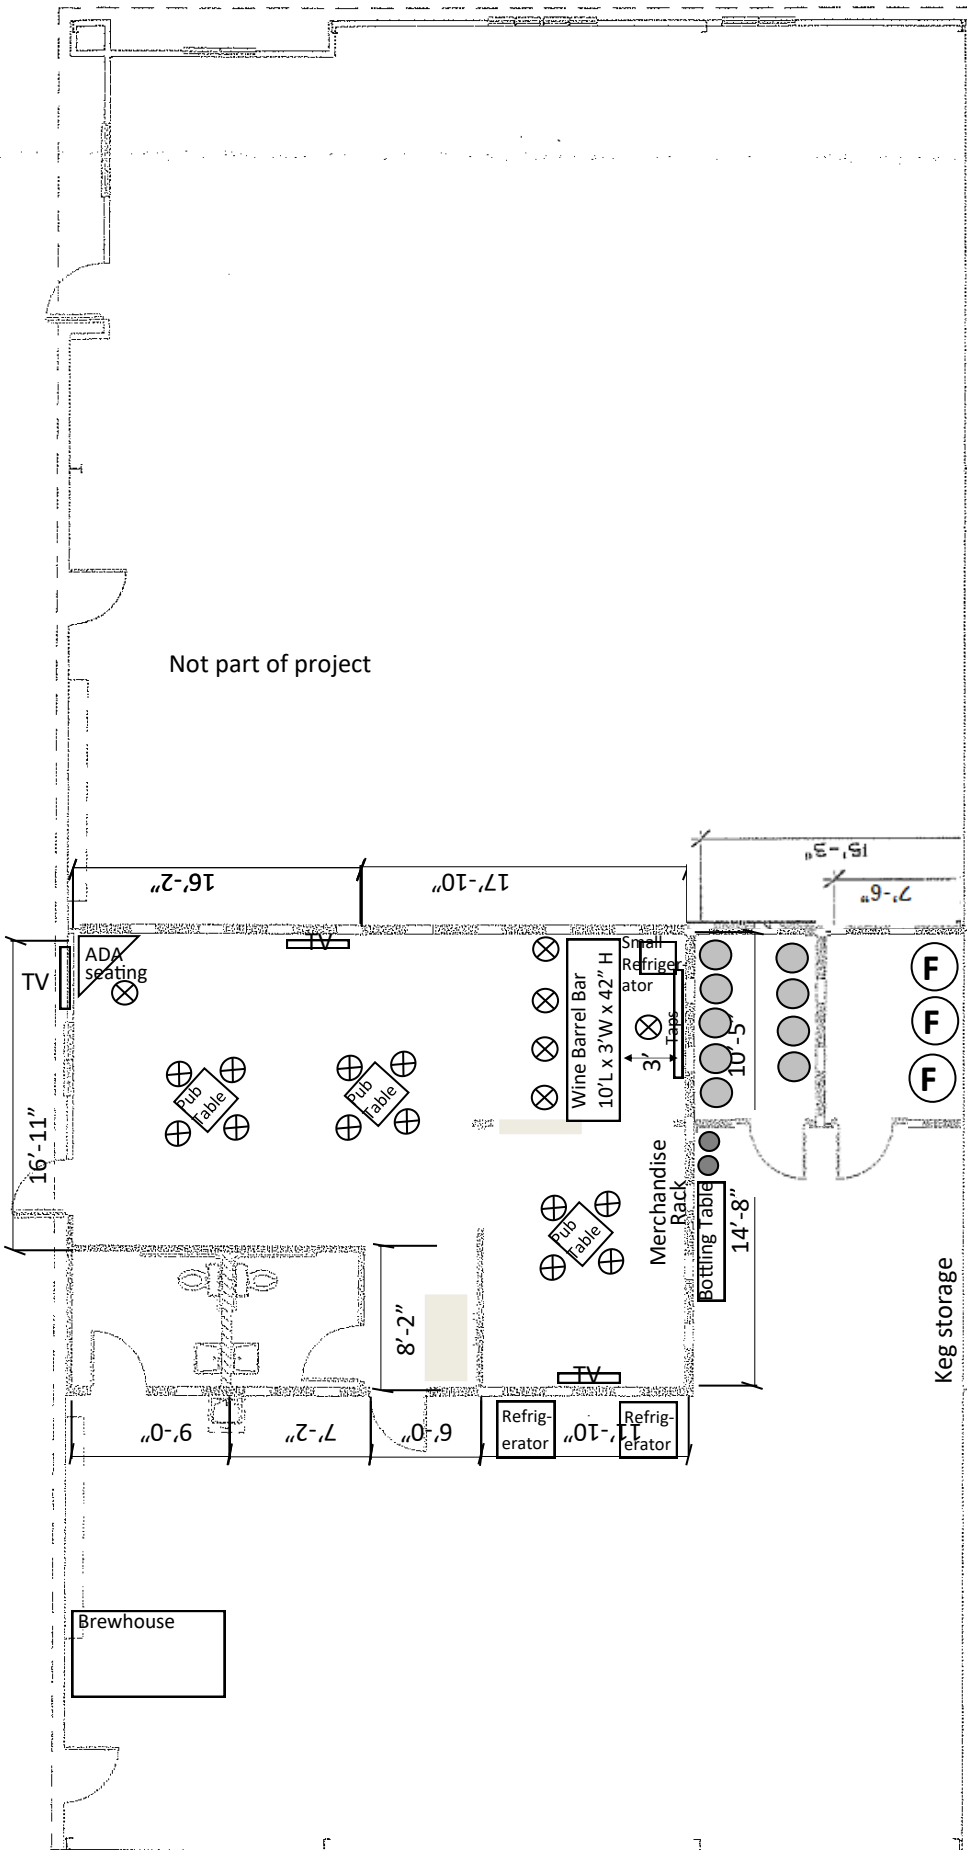 Not part of project
16'-2"
17'-10"
15'-3"
7'-6"
TV
ADA
seating
TV
Small
Refriger-
ator
Wine Barrel Bar
10'L x 3'W x 42" H
3'
Taps
10'-5'
F
F
F
Pub
Table
Pub
Table
16'-11"
Pub
Table
Merchandise
Rack
Bottling Table
14'-8"
8'-2"
Keg storage
TV
9'-0"
7'-2"
6'-0"
Refrig-
erator
11'-10"
Refrig-
erator
Brewhouse